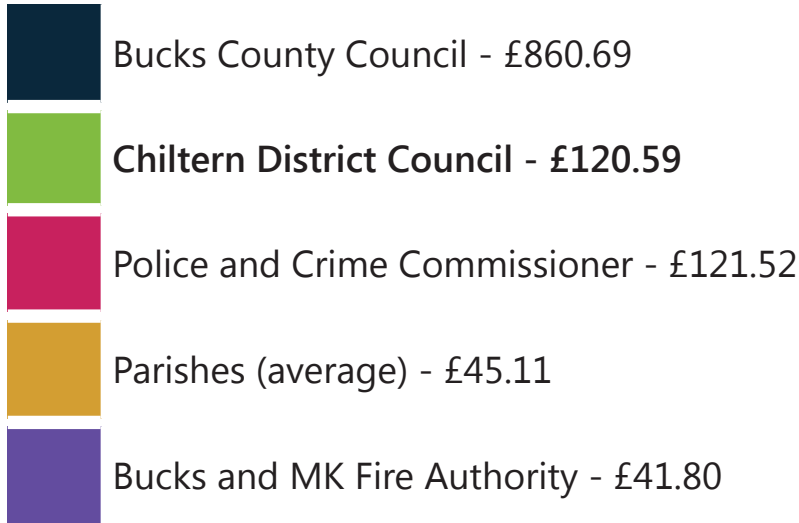 Bucks County Council - £860.69
Chiltern District Council - £120.59
Police and Crime Commissioner - £121.52
Parishes (average) - £45.11
Bucks and MK Fire Authority - £41.80